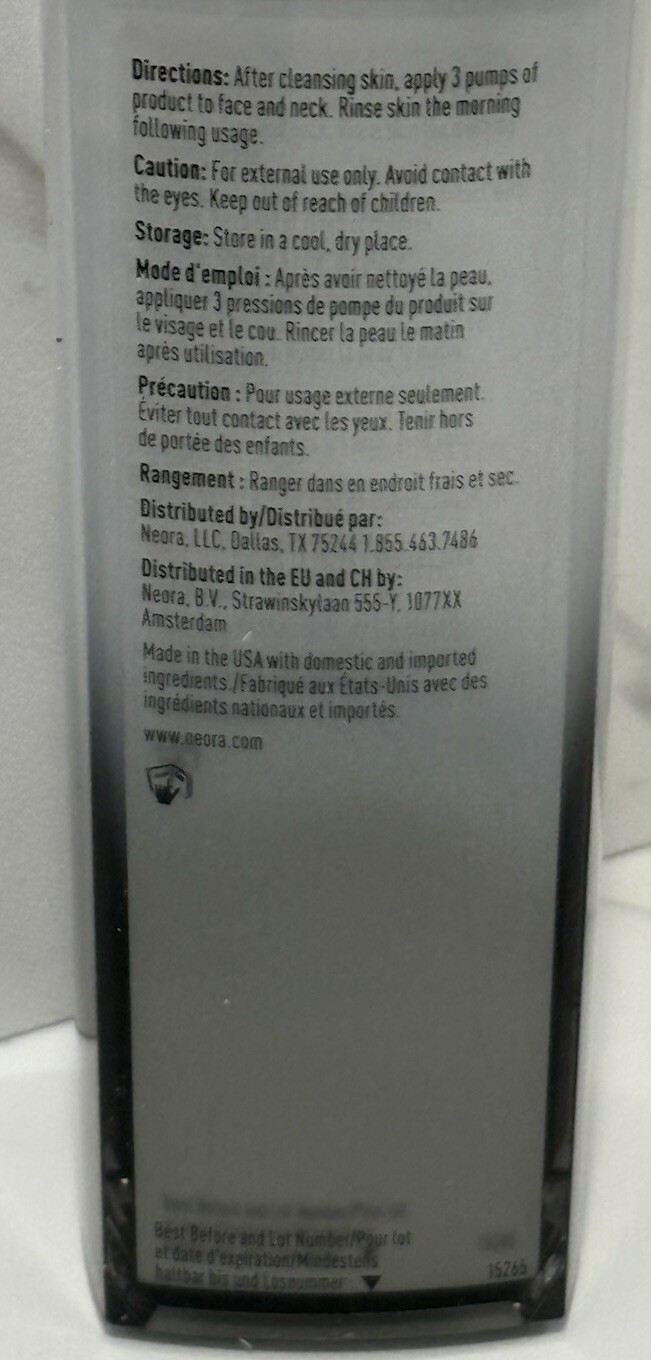 Directions: After cleansing skin, apply 3 pumps of
product to face and neck. Rinse skin the morning
following usage.
Caution: For external use only. Avoid contact with
the eyes. Keep out of reach of children.
Storage: Store in a cool, dry place.
Mode d'emploi : Après avoir nettoyé la peau,
appliquer 3 pressions de pompe du produit sur
le visage et le cou. Rincer la peau le matin
après utilisation.
Précaution : Pour usage externe seulement.
Éviter tout contact avec les yeux. Tenir hors
de portée des enfants.
Rangement : Ranger dans en endroit frais et sec.
Distributed by/Distribué par:
Neora, LLC, Dallas, TX 75244 1.855.463.7486
Distributed in the EU and CH by:
Neora, B.V., Strawinskylaan 555-Y, 1077XX
Amsterdam
Made in the USA with domestic and imported
ingredients./Fabriqué aux États-Unis avec des
ingrédients nationaux et importés.
www.neora.com
Best Before and Lot Number/Pour lot
et date d'expiration/Mindestens
haltbar bis und Losnummer
15265